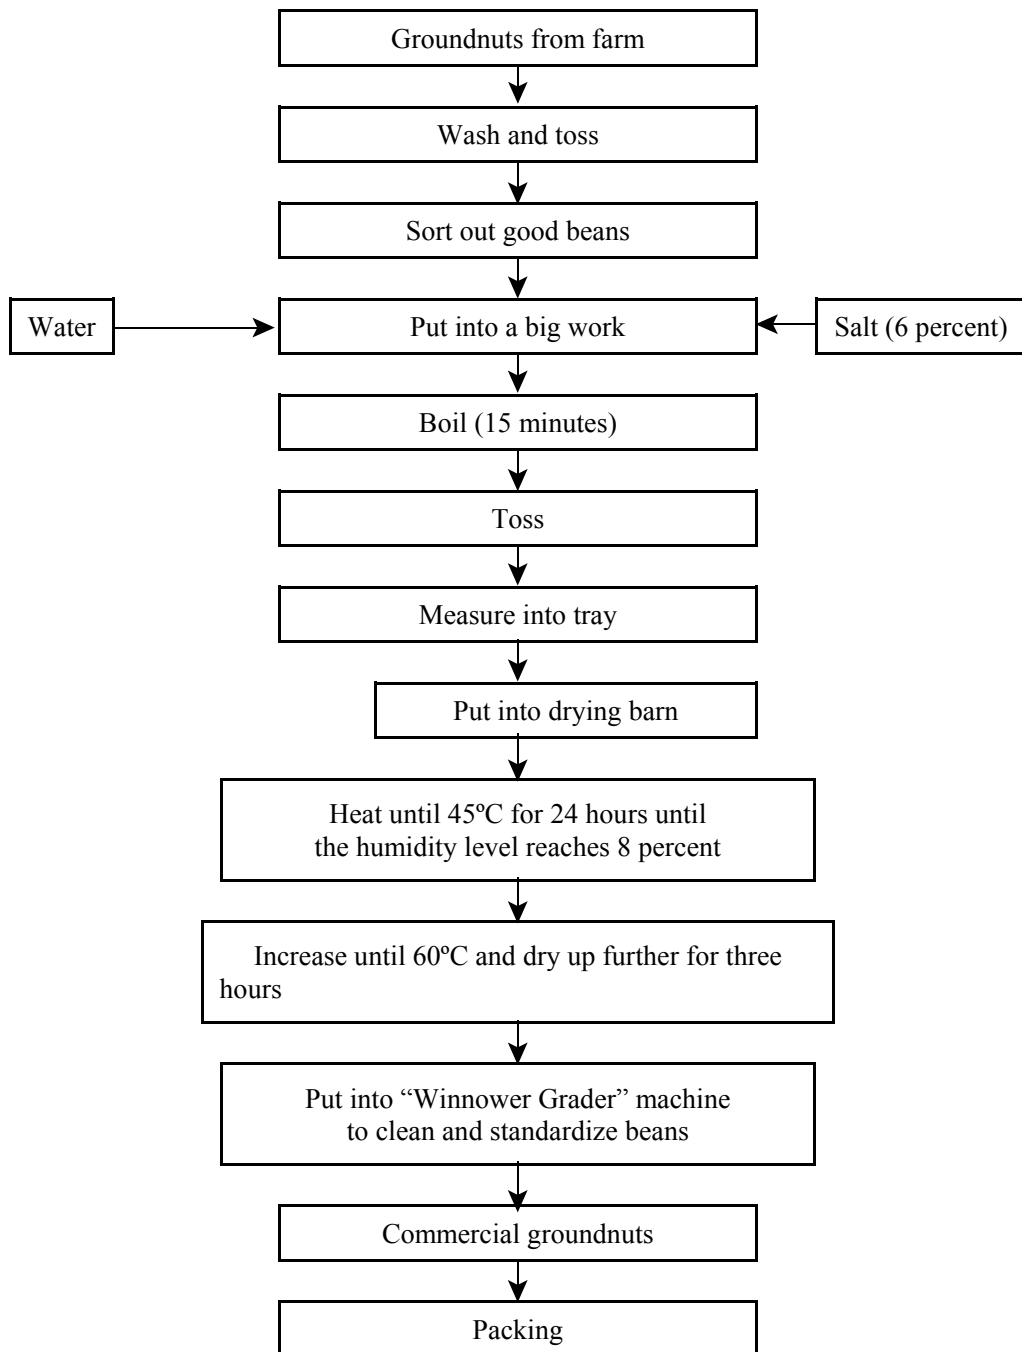 Groundnuts from farm
Wash and toss
Sort out good beans
Water
Put into a big work
Salt (6 percent)
Boil (15 minutes)
Toss
Measure into tray
Put into drying barn
Heat until 45ºC for 24 hours until
the humidity level reaches 8 percent
Increase until 60ºC and dry up further for three
hours
Put into “Winnower Grader” machine
to clean and standardize beans
Commercial groundnuts
Packing